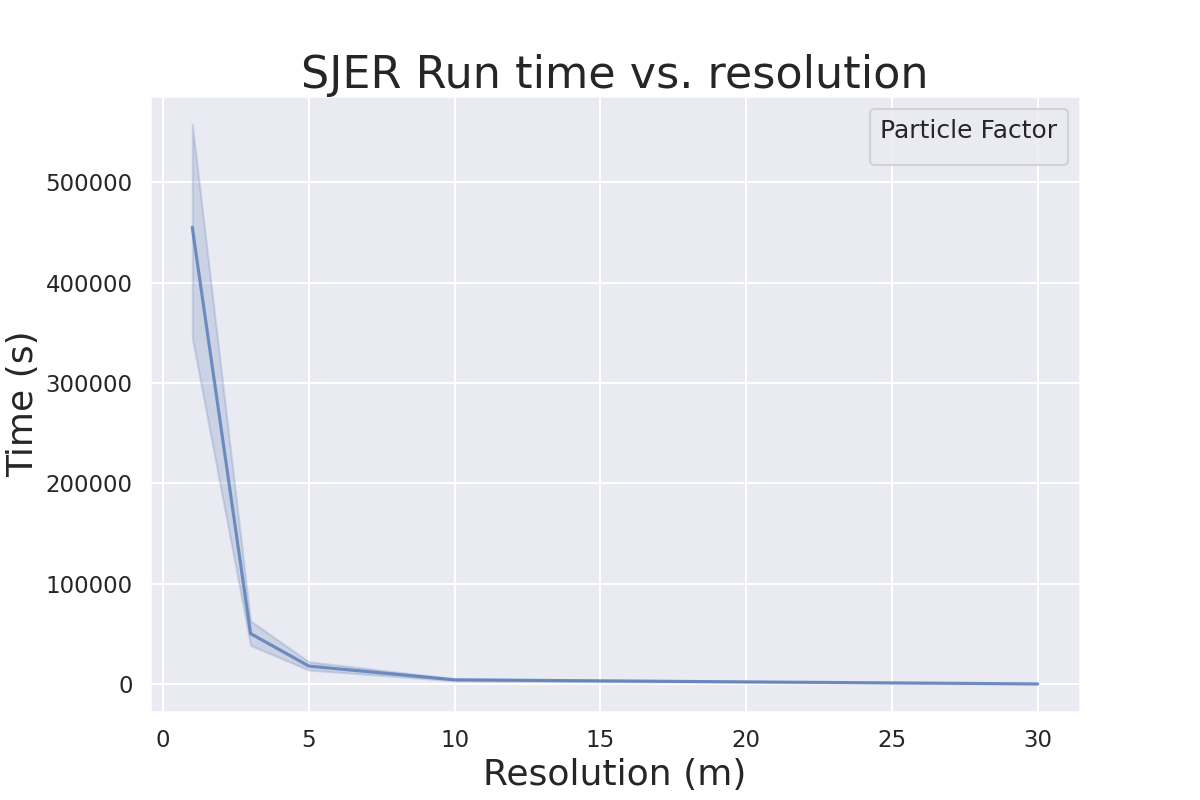 SJER Run time vs. resolution
Particle Factor
500000
400000
300000
200000
100000
0
Time (s)
0 5 10 15 20 25 30
Resolution (m)